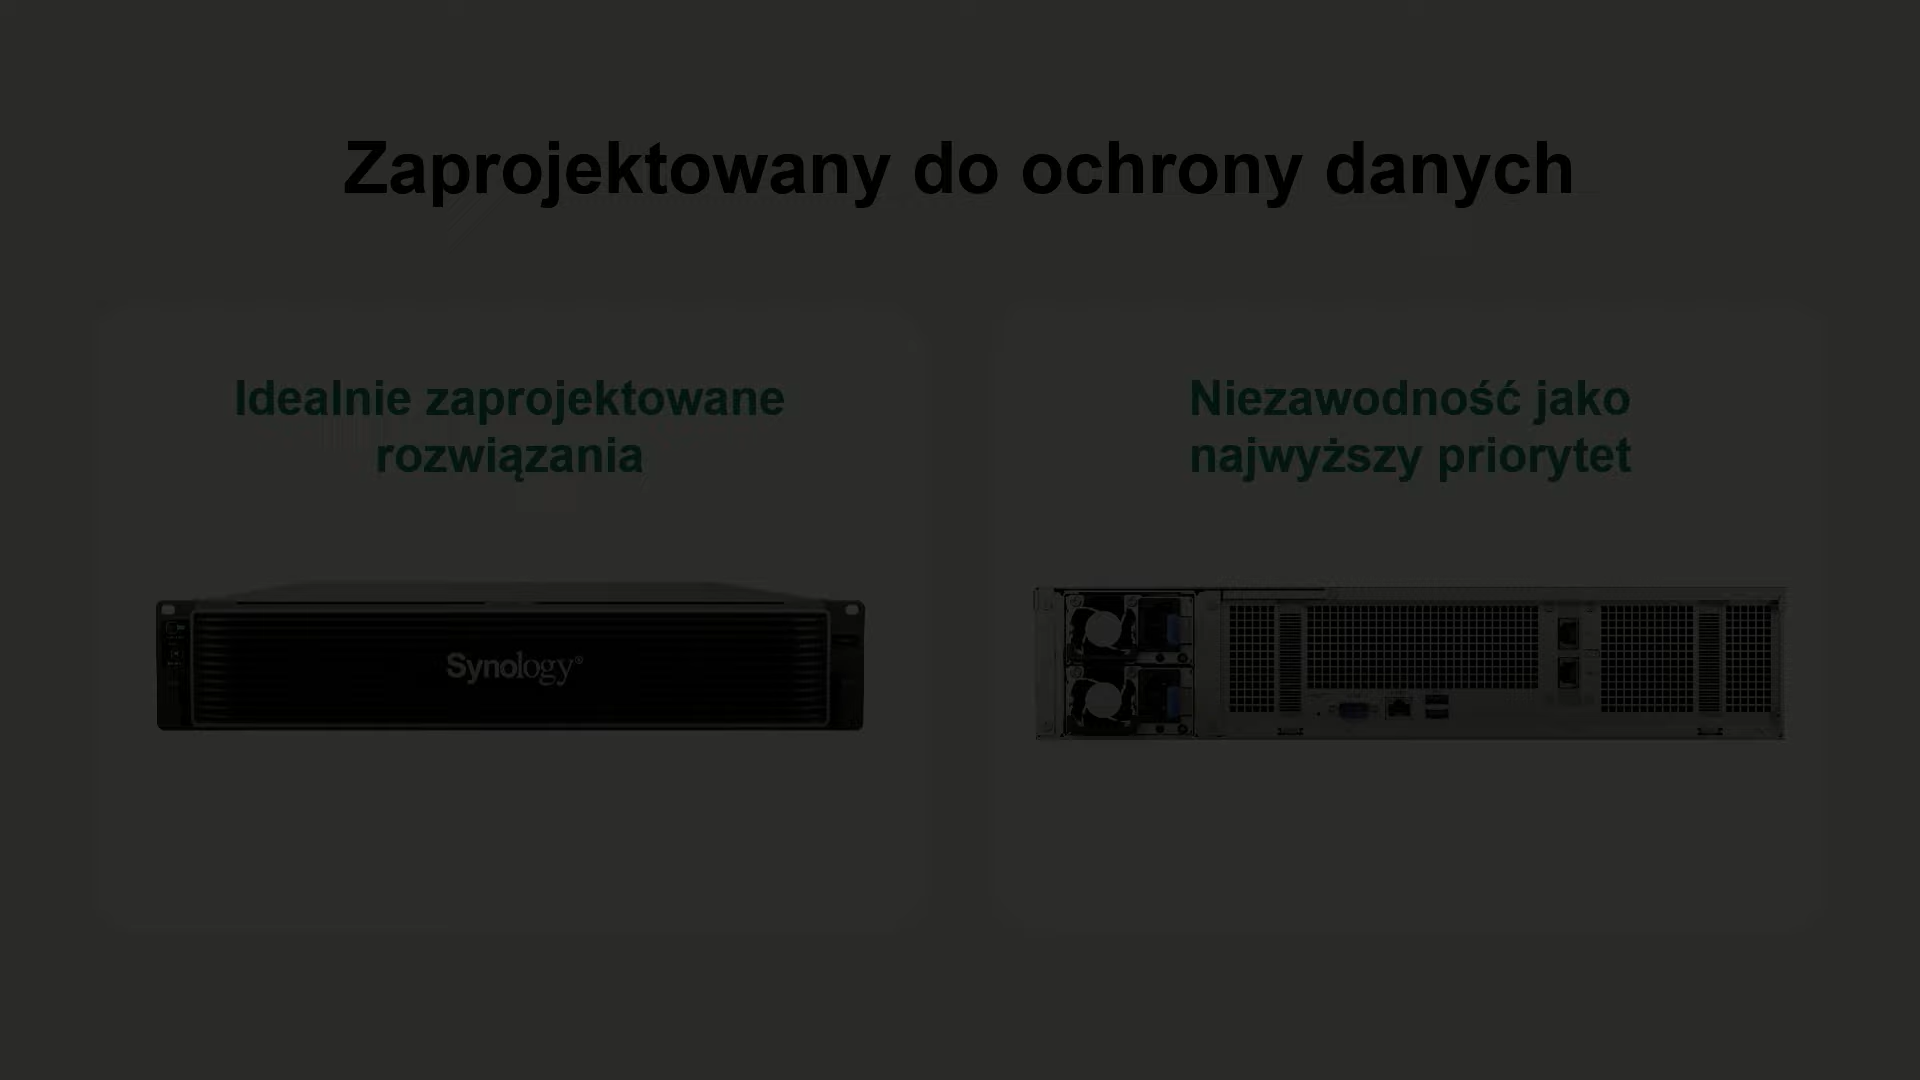 Zaprojektowany do ochrony danych
Idealnie zaprojektowane
rozwiązania
Synology®
Niezawodność jako
najwyższy priorytet